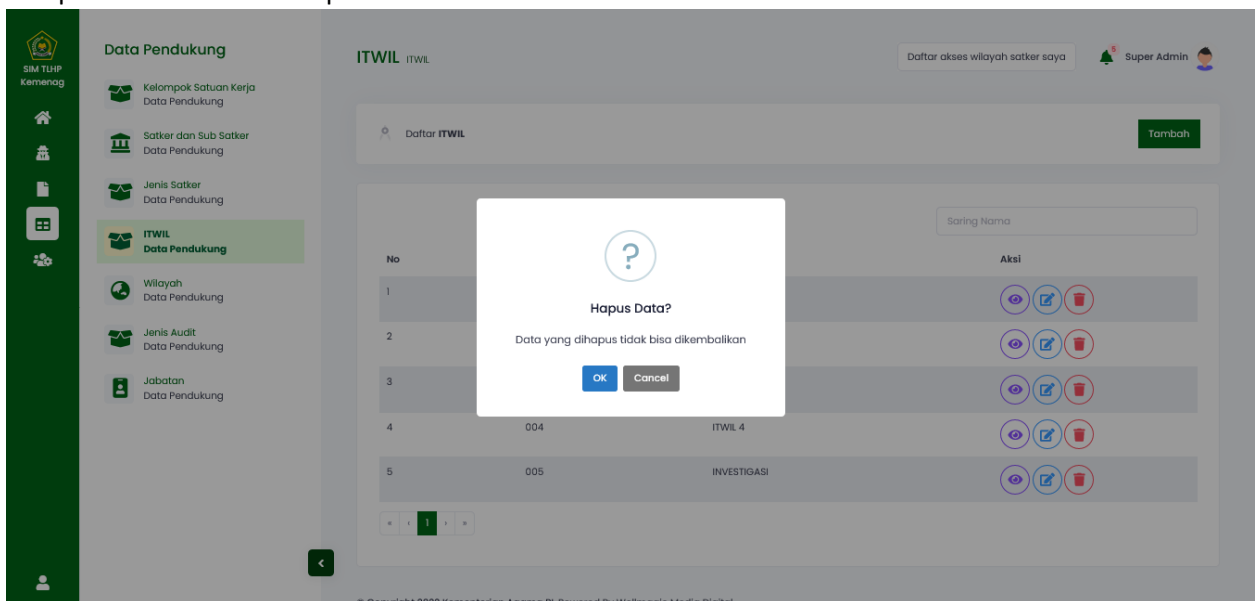 SIM TLHP
Kemenag
Data Pendukung
Kelompok Satuan Kerja
Data Pendukung
Satker dan Sub Satker
Data Pendukung
Jenis Satker
Data Pendukung
ITWIL
Data Pendukung
Wilayah
Data Pendukung
Jenis Audit
Data Pendukung
Jabatan
Data Pendukung
ITWIL ITWIL
Daftar akses wilayah satker saya
5
Super Admin
Daftar ITWIL
Tambah
Saring Nama
No
Aksi
1
2
3
4 004 ITWIL 4
5 005 INVESTIGASI
« ‹ 1 › »
?
Hapus Data?
Data yang dihapus tidak bisa dikembalikan
OK Cancel